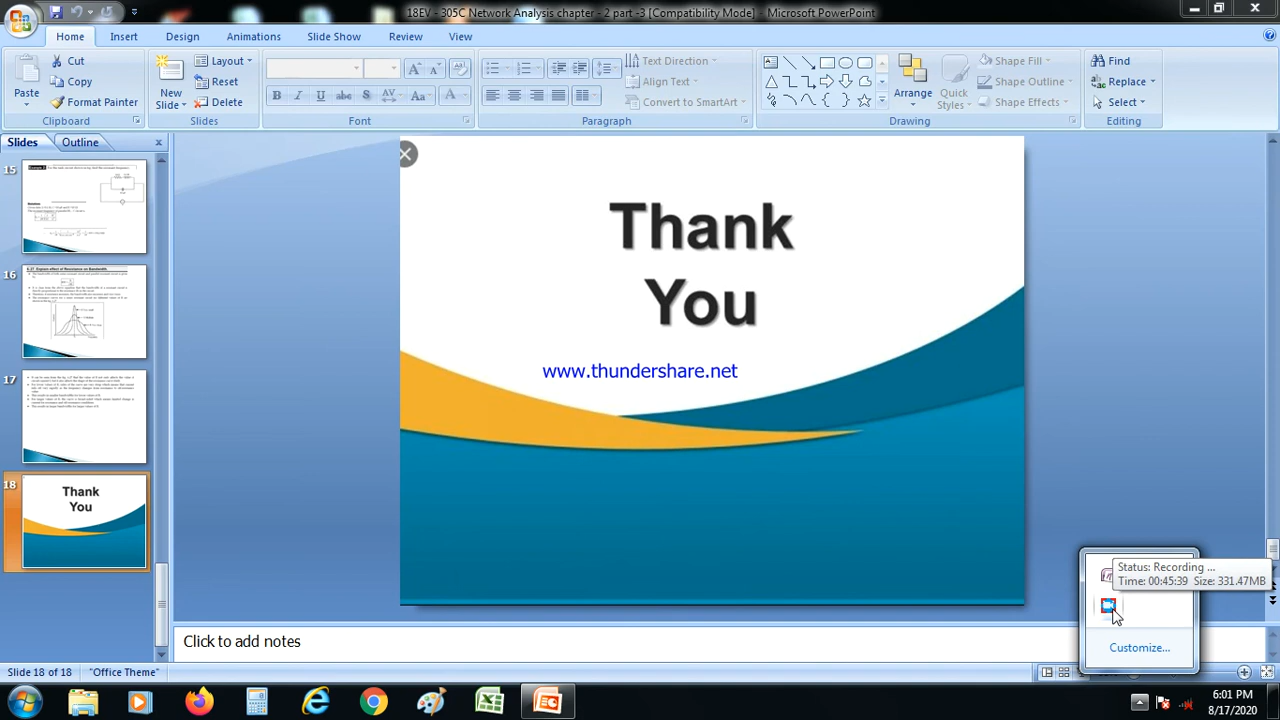 18EV - 305C Network Analysis chapter - 2 part -3 [Compatibility Mode] - Microsoft PowerPoint
Home Insert Design Animations Slide Show Review View
Cut
Copy
Format Painter
Paste
Clipboard
New
Slide
Layout
Reset
Delete
Slides
Font
Text Direction
Align Text
Convert to SmartArt
Paragraph
Arrange
Quick
Styles
Shape Fill
Shape Outline
Shape Effects
Drawing
Find
Replace
Select
Editing
Slides Outline
15
16
17
18
Thank
You
Thank
You
www.thundershare.net
Status: Recording ...
Time: 00:45:39 Size: 331.47MB
Customize...
Click to add notes
Slide 18 of 18 "Office Theme"
6:01 PM
8/17/2020